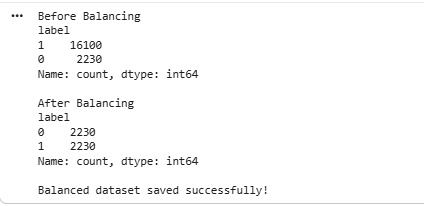 Before Balancing
label
1    16100
0     2230
Name: count, dtype: int64

After Balancing
label
0    2230
1    2230
Name: count, dtype: int64

Balanced dataset saved successfully!